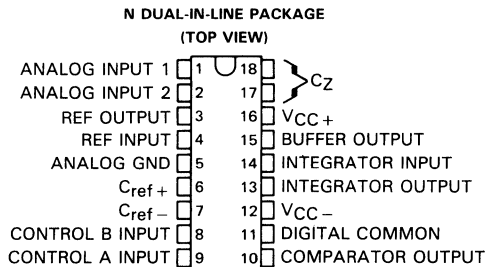 N DUAL-IN-LINE PACKAGE
(TOP VIEW)
ANALOG INPUT 1 1 18 CZ
ANALOG INPUT 2 2 17
REF OUTPUT 3 16 VCC+
REF INPUT 4 15 BUFFER OUTPUT
ANALOG GND 5 14 INTEGRATOR INPUT
Cref+ 6 13 INTEGRATOR OUTPUT
Cref- 7 12 VCC-
CONTROL B INPUT 8 11 DIGITAL COMMON
CONTROL A INPUT 9 10 COMPARATOR OUTPUT